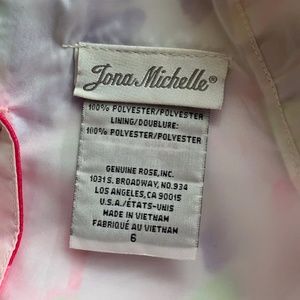 Jona Michelle®
100% POLYESTER/POLYESTER
LINING/DOUBLURE:
100% POLYESTER/POLYESTER
GENUINE ROSE, INC.
1031 S. BROADWAY, NO.934
LOS ANGELES, CA 90015
U.S.A./ÉTATS-UNIS
MADE IN VIETNAM
FABRIQUÉ AU VIETNAM
6